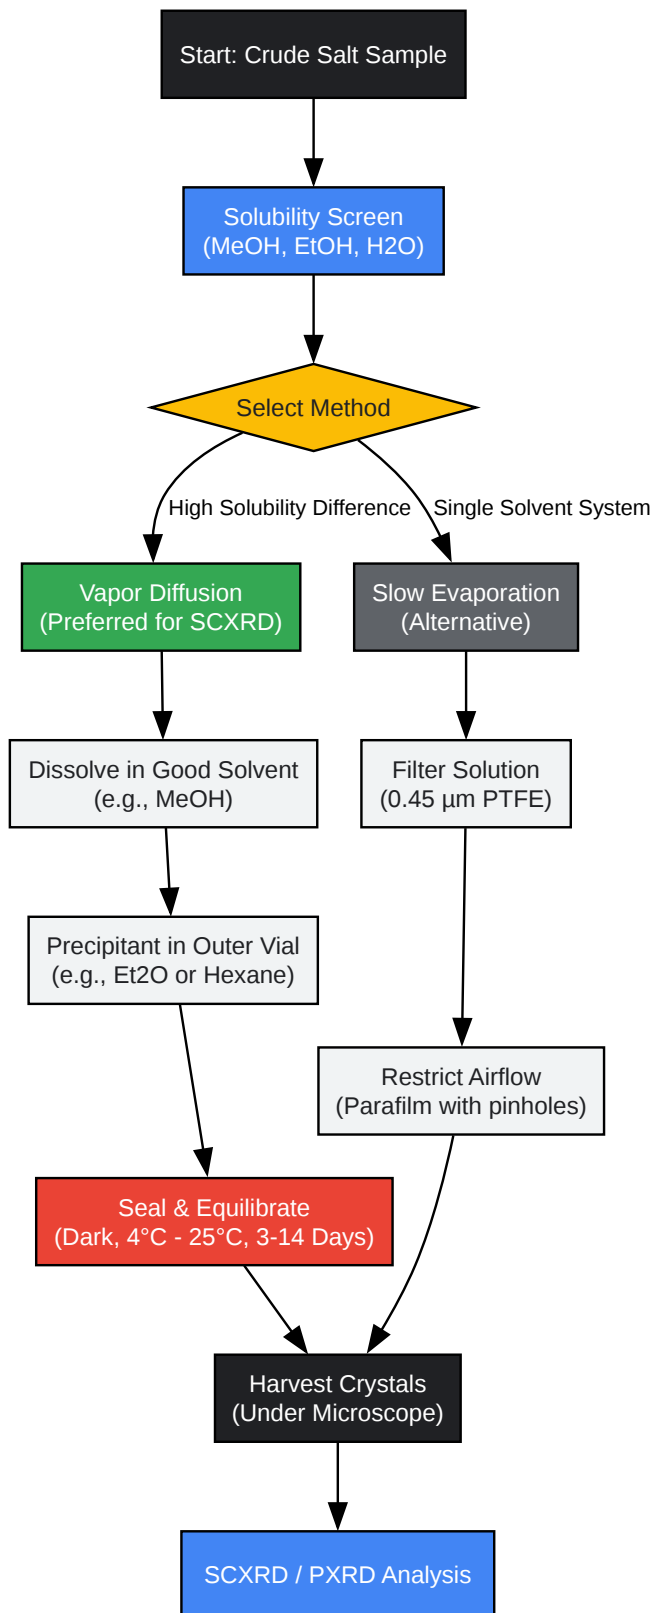 Start: Crude Salt Sample
Solubility Screen
(MeOH, EtOH, H2O)
Select Method
High Solubility Difference
Single Solvent System
Vapor Diffusion
(Preferred for SCXRD)
Slow Evaporation
(Alternative)
Dissolve in Good Solvent
(e.g., MeOH)
Filter Solution
(0.45 µm PTFE)
Precipitant in Outer Vial
(e.g., Et2O or Hexane)
Restrict Airflow
(Parafilm with pinholes)
Seal & Equilibrate
(Dark, 4°C - 25°C, 3-14 Days)
Harvest Crystals
(Under Microscope)
SCXRD / PXRD Analysis